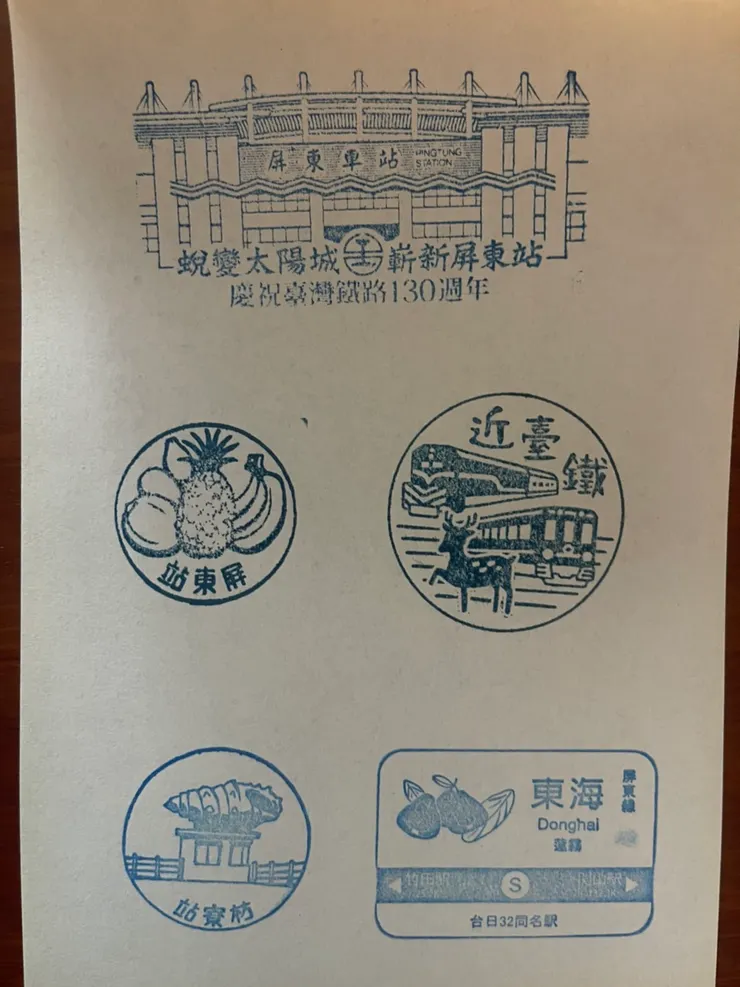 屏東車站
PINGTUNG
STATION
蛻變太陽城 嶄新屏東站
慶祝臺灣鐵路130週年
屏東站
近臺鐵
枋寮站
東海
Donghai
屏東線
S
台日32同名駅